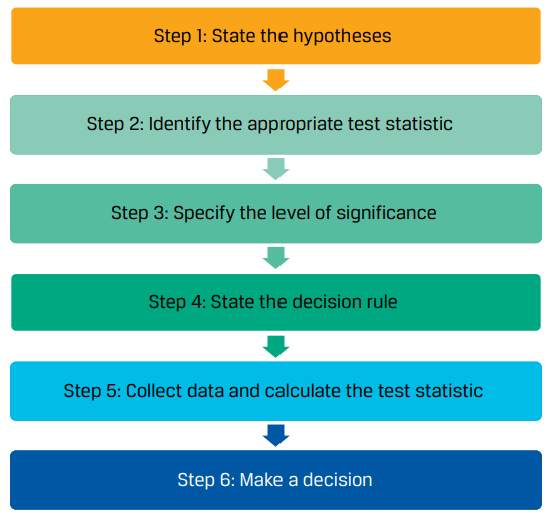 Step 1: State the hypotheses
Step 2: Identify the appropriate test statistic
Step 3: Specify the level of significance
Step 4: State the decision rule
Step 5: Collect data and calculate the test statistic
Step 6: Make a decision